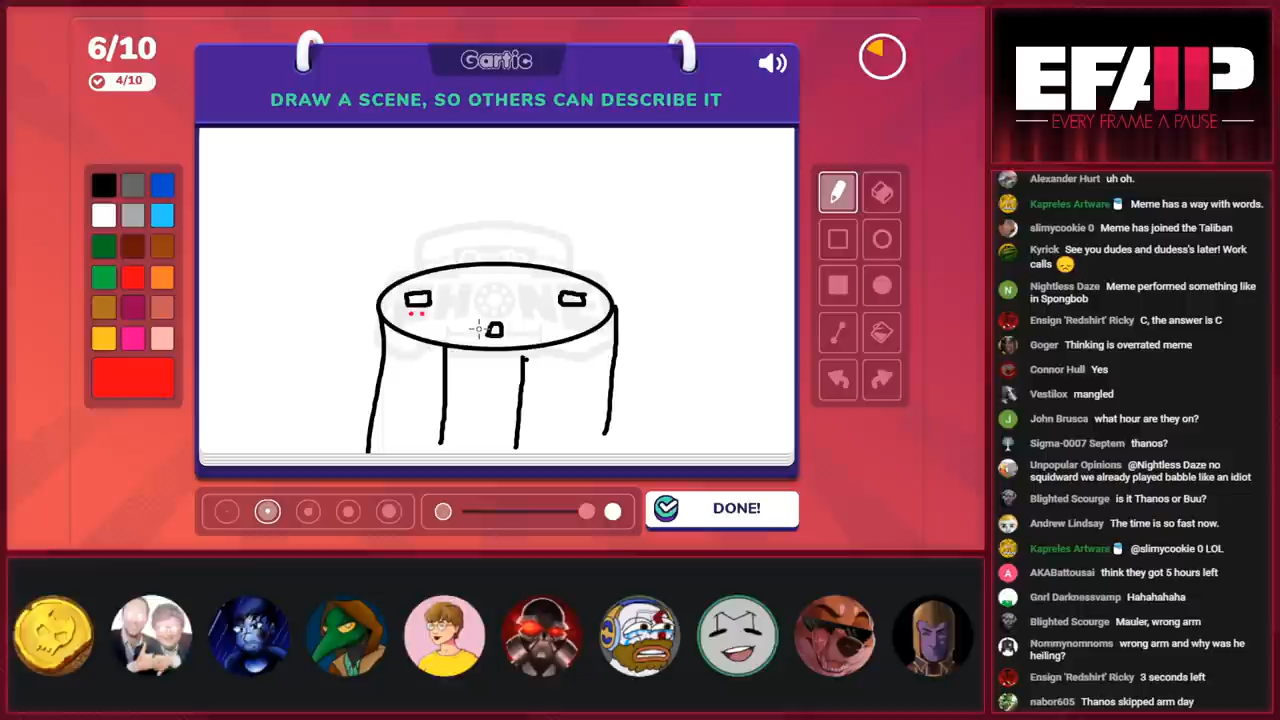 6/10
4/10
Gartic
DRAW A SCENE, SO OTHERS CAN DESCRIBE IT
PHONE
DONE!
EFAP
EVERY FRAME A PAUSE
Alexander Hurt uh oh.
Kapreles Artware Meme has a way with words.
slimycookie 0 Meme has joined the Taliban
Kyrick See you dudes and dudess's later! Work
calls
Nightless Daze Meme performed something like
in Spongbob
Ensign 'Redshirt' Ricky C, the answer is C
Goger Thinking is overrated meme
Connor Hull Yes
Vestilox mangled
John Brusca what hour are they on?
Sigma-0007 Septem thanos?
Unpopular Opinions @Nightless Daze no
squidward we already played babble like an idiot
Blighted Scourge is it Thanos or Buu?
Andrew Lindsay The time is so fast now.
Kapreles Artware @slimycookie 0 LOL
AKABattousai think they got 5 hours left
Gnrl Darknessvamp Hahahahaha
Blighted Scourge Mauler, wrong arm
Nommynomnoms wrong arm and why was he
heiling?
Ensign 'Redshirt' Ricky 3 seconds left
nabor605 Thanos skipped arm day